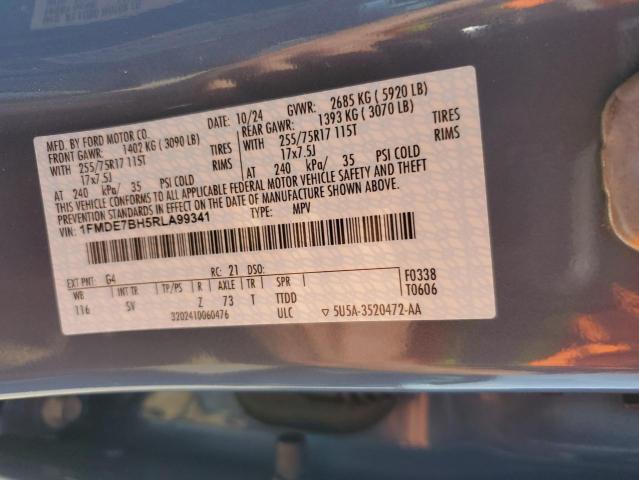 MFD. BY FORD MOTOR CO.
DATE: 10/24 GVWR: 2685 KG ( 5920 LB)
FRONT GAWR: 1402 KG ( 3090 LB)
REAR GAWR: 1393 KG ( 3070 LB)
WITH 255/75R17 115T TIRES
WITH 255/75R17 115T TIRES
17x7.5J RIMS
17x7.5J RIMS
AT 240 kPa/ 35 PSI COLD
AT 240 kPa/ 35 PSI COLD
THIS VEHICLE CONFORMS TO ALL APPLICABLE FEDERAL MOTOR VEHICLE SAFETY AND THEFT
PREVENTION STANDARDS IN EFFECT ON THE DATE OF MANUFACTURE SHOWN ABOVE.
VIN: 1FMDE7BH5RLA99341 TYPE: MPV
EXT PNT: G4 RC: 21 DSO: F0338
WB INT TR TP/PS R AXLE TR SPR T0606
116 SV Z 73 T TTDD
3202410060476 ULC ▽ 5U5A-3520472-AA